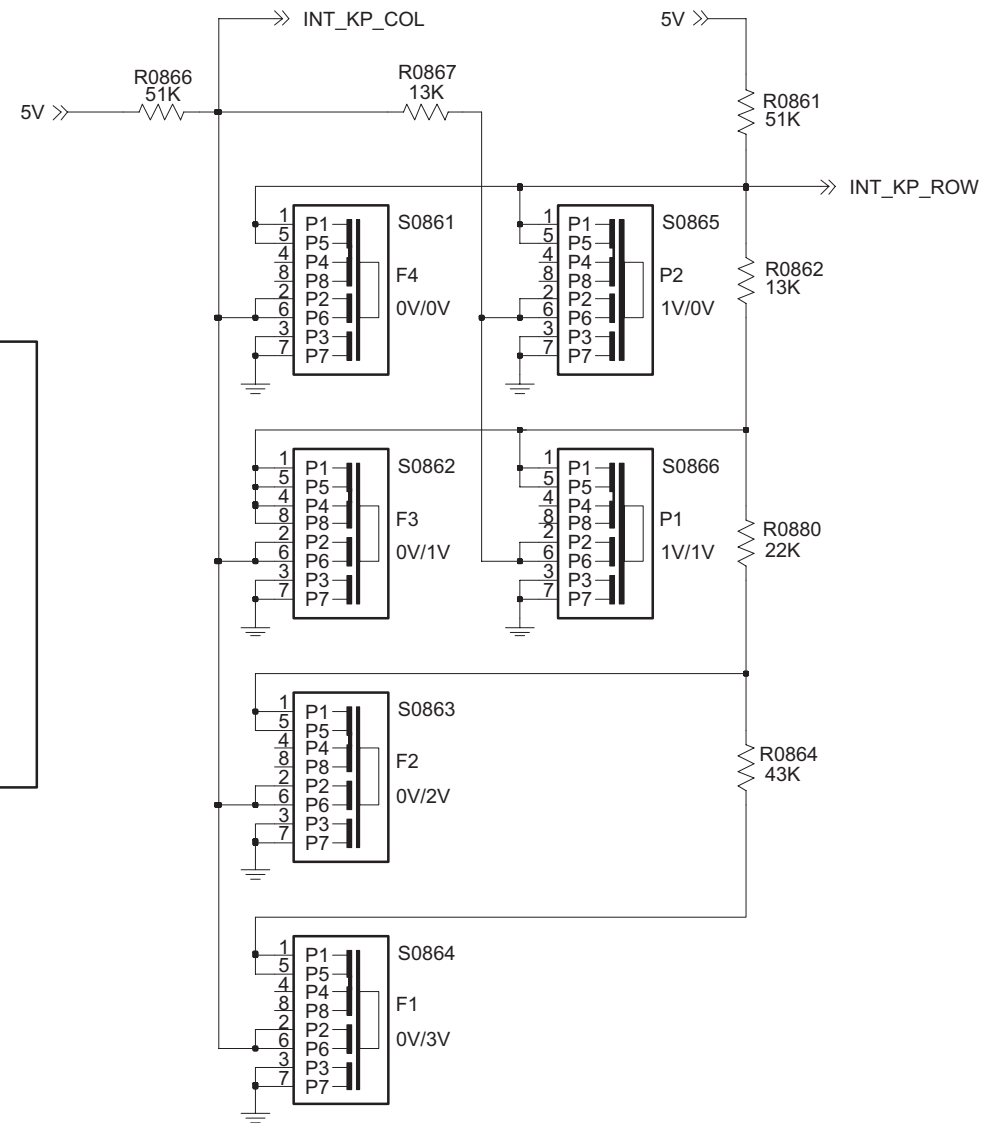 INT_KP_COL
5V
R0866
51K
5V
R0867
13K
R0861
51K
INT_KP_ROW
R0862
13K
1 P1
5 P5
4 P4
8 P8
2 P2
6 P6
3 P3
7 P7
S0861
F4
0V/0V
1 P1
5 P5
4 P4
8 P8
2 P2
6 P6
3 P3
7 P7
S0865
P2
1V/0V
1 P1
5 P5
4 P4
8 P8
2 P2
6 P6
3 P3
7 P7
S0862
F3
0V/1V
1 P1
5 P5
4 P4
8 P8
2 P2
6 P6
3 P3
7 P7
S0866
P1
1V/1V
R0880
22K
1 P1
5 P5
4 P4
8 P8
2 P2
6 P6
3 P3
7 P7
S0863
F2
0V/2V
R0864
43K
1 P1
5 P5
4 P4
8 P8
2 P2
6 P6
3 P3
7 P7
S0864
F1
0V/3V